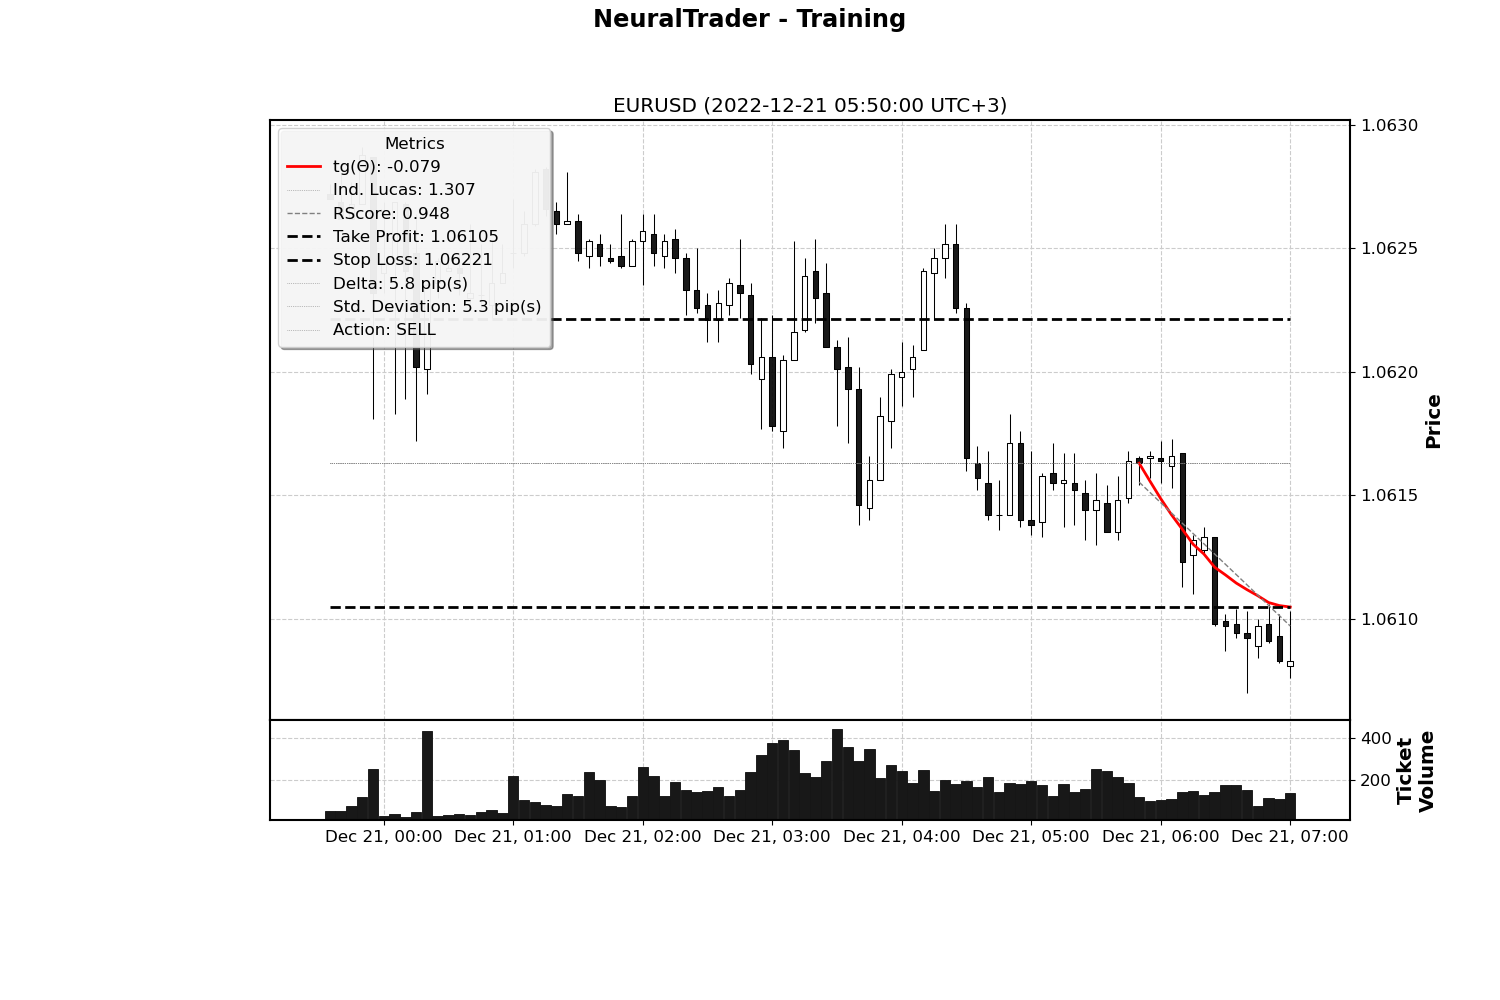 NeuralTrader - Training
EURUSD (2022-12-21 05:50:00 UTC+3)
Metrics
tg(Θ): -0.079
Ind. Lucas: 1.307
RScore: 0.948
Take Profit: 1.06105
Stop Loss: 1.06221
Delta: 5.8 pip(s)
Std. Deviation: 5.3 pip(s)
Action: SELL
1.0630
1.0625
1.0620
1.0615
1.0610
Price
400
200
Ticket
Volume
Dec 21, 00:00 Dec 21, 01:00 Dec 21, 02:00 Dec 21, 03:00 Dec 21, 04:00 Dec 21, 05:00 Dec 21, 06:00 Dec 21, 07:00